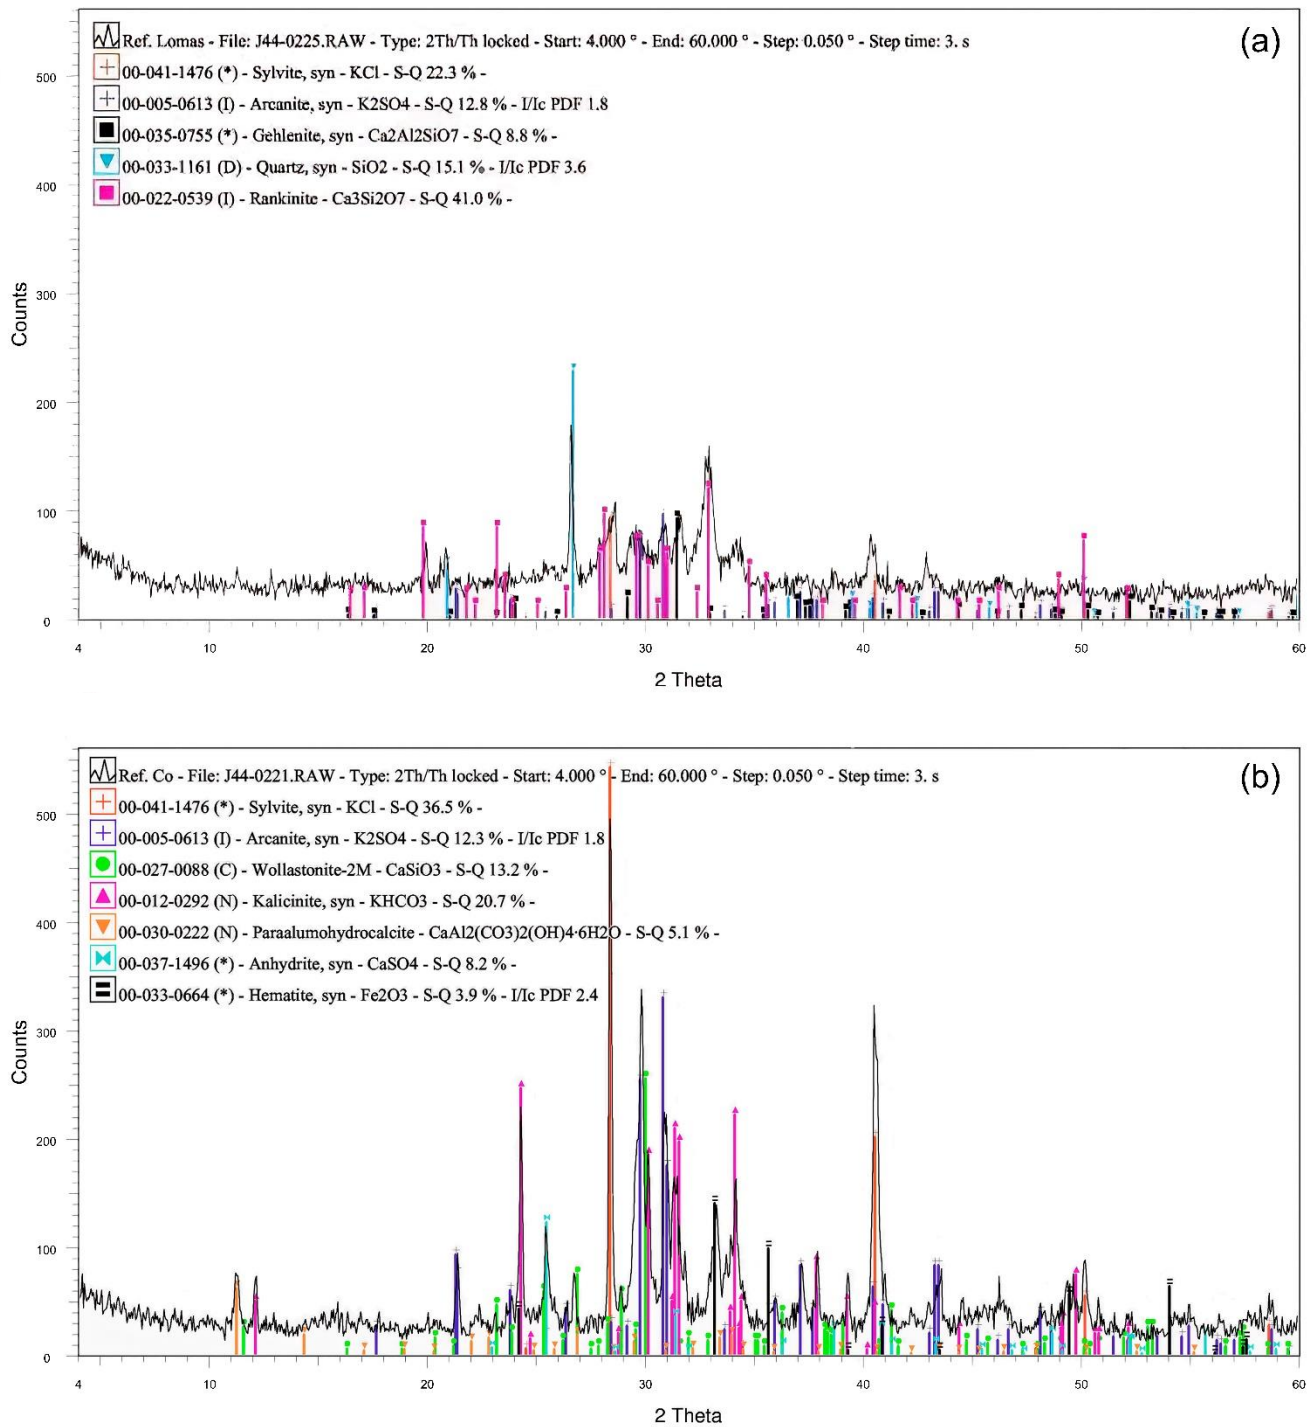 (a)
Ref. Lomas - File: J44-0225.RAW - Type: 2Th/Th locked - Start: 4.000 ° - End: 60.000 ° - Step: 0.050 ° - Step time: 3. s
00-041-1476 (*) - Sylvite, syn - KCl - S-Q 22.3 % -
00-005-0613 (I) - Arcanite, syn - K2SO4 - S-Q 12.8 % - I/Ic PDF 1.8
00-035-0755 (*) - Gehlenite, syn - Ca2Al2SiO7 - S-Q 8.8 % -
00-033-1161 (D) - Quartz, syn - SiO2 - S-Q 15.1 % - I/Ic PDF 3.6
00-022-0539 (I) - Rankinite - Ca3Si2O7 - S-Q 41.0 % -
500
400
300
200
100
0
Counts
4 10 20 30 40 50 60
2 Theta
(b)
Ref. Co - File: J44-0221.RAW - Type: 2Th/Th locked - Start: 4.000 ° - End: 60.000 ° - Step: 0.050 ° - Step time: 3. s
00-041-1476 (*) - Sylvite, syn - KCl - S-Q 36.5 % -
00-005-0613 (I) - Arcanite, syn - K2SO4 - S-Q 12.3 % - I/Ic PDF 1.8
00-027-0088 (C) - Wollastonite-2M - CaSiO3 - S-Q 13.2 % -
00-012-0292 (N) - Kalicinite, syn - KHCO3 - S-Q 20.7 % -
00-030-0222 (N) - Paraalumohydrocalcite - CaAl2(CO3)2(OH)4·6H2O - S-Q 5.1 % -
00-037-1496 (*) - Anhydrite, syn - CaSO4 - S-Q 8.2 % -
00-033-0664 (*) - Hematite, syn - Fe2O3 - S-Q 3.9 % - I/Ic PDF 2.4
500
400
300
200
100
0
Counts
4 10 20 30 40 50 60
2 Theta